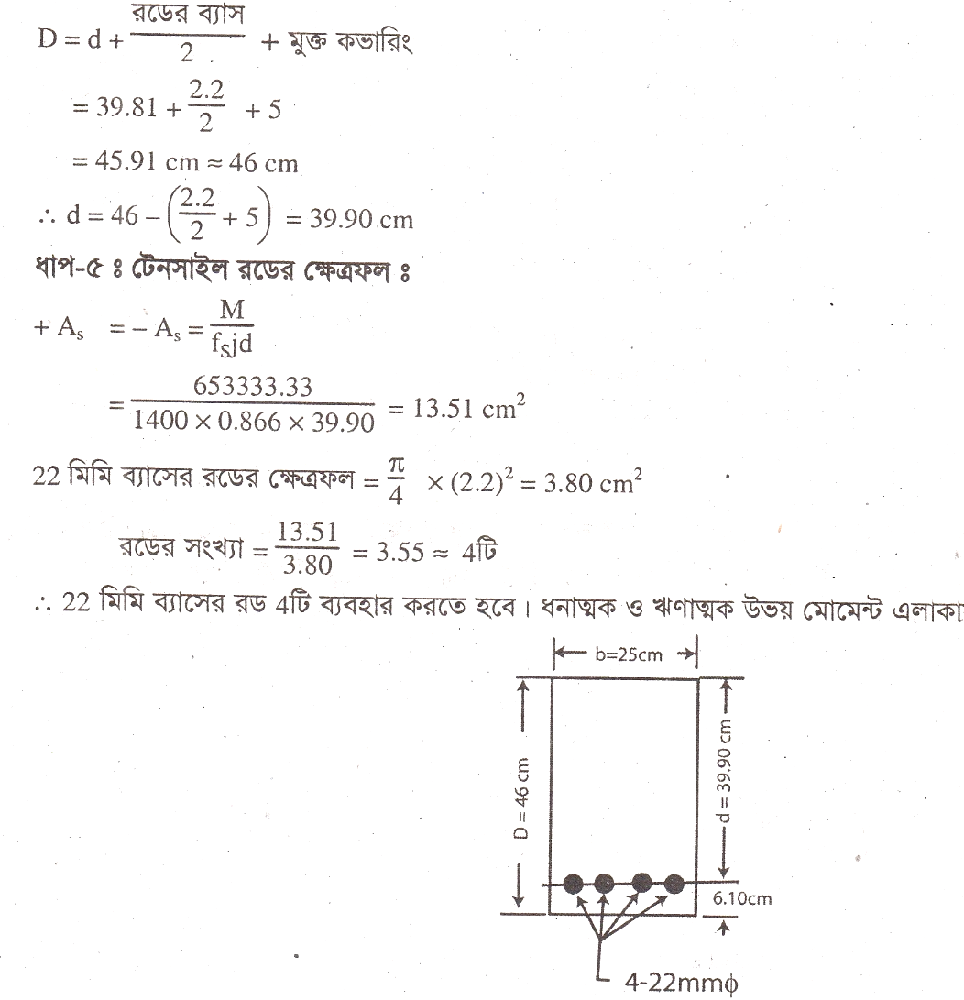 D = d + রডের ব্যাস / 2 + মুক্ত কভারিং
= 39.81 + 2.2 / 2 + 5
= 45.91 cm ≈ 46 cm
∴ d = 46 – (2.2 / 2 + 5) = 39.90 cm
ধাপ-৫ ঃ টেনসাইল রডের ক্ষেত্রফল ঃ
+ Aₛ = – Aₛ = M / fₛjd
= 653333.33 / 1400 × 0.866 × 39.90 = 13.51 cm²
22 মিমি ব্যাসের রডের ক্ষেত্রফল = π / 4 × (2.2)² = 3.80 cm²
রডের সংখ্যা = 13.51 / 3.80 = 3.55 ≈ 4টি
∴ 22 মিমি ব্যাসের রড 4টি ব্যবহার করতে হবে। ধনাত্মক ও ঋণাত্মক উভয় মোমেন্ট এলাকা
b=25cm
D = 46 cm
d = 39.90 cm
6.10cm
4-22mmϕ